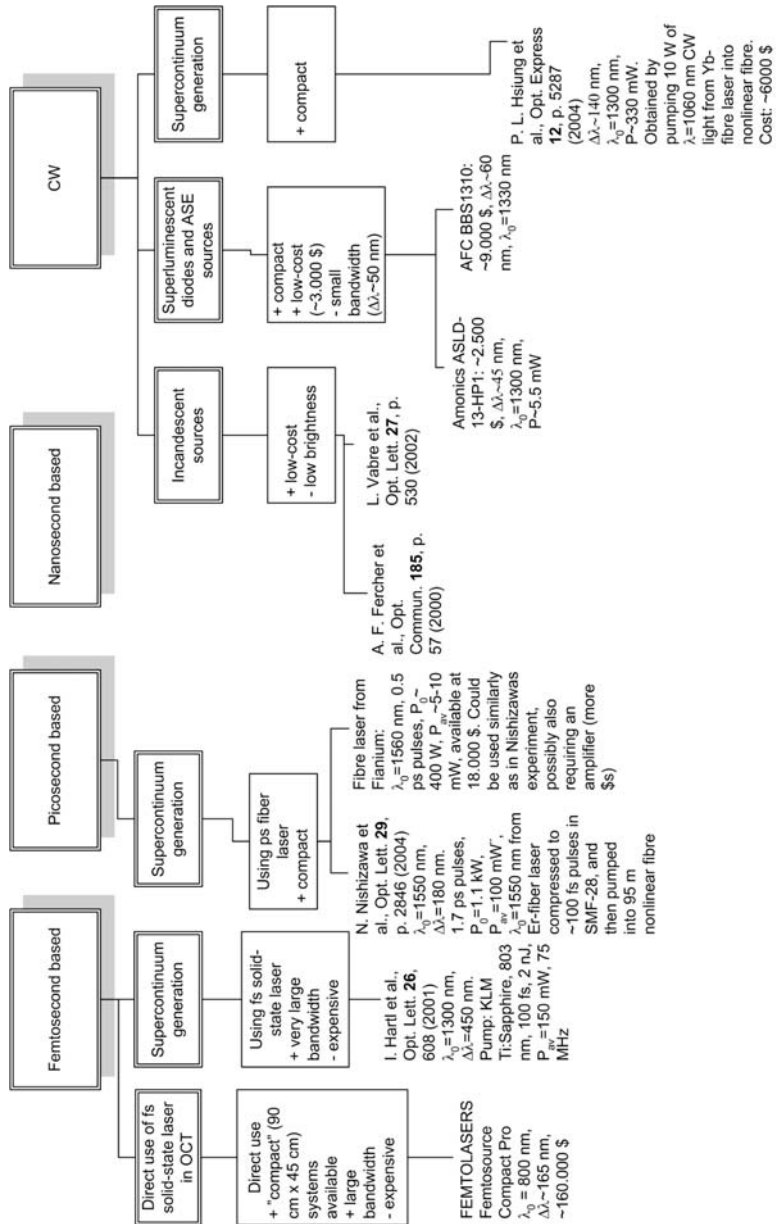 Femtosecond based
Picosecond based
Nanosecond based
CW
Direct use of fs
solid-state laser
in OCT
Supercontinuum
generation
Supercontinuum
generation
Incandescent
sources
Superluminescent
diodes and ASE
sources
Supercontinuum
generation
Direct use
+ "compact" (90
cm x 45 cm)
systems
available
+ large
bandwidth
- expensive
Using fs solid-
state laser
+ very large
bandwidth
- expensive
Using ps fiber
laser
+ compact
+ low-cost
- low brightness
+ compact
+ low-cost
(~3.000 $)
- small
bandwidth
(Δλ~50 nm)
+ compact
FEMTOLASERS
Femtosource
Compact Pro
λ₀ = 800 nm,
Δλ~165 nm,
~160.000 $
I. Hartl et al.,
Opt. Lett. 26,
608 (2001)
λ₀=1300 nm,
Δλ=450 nm.
Pump: KLM
Ti:Sapphire, 803
nm, 100 fs, 2 nJ,
Pav=150 mW, 75
MHz
N. Nishizawa et
al., Opt. Lett. 29,
p. 2846 (2004)
λ₀=1550 nm,
Δλ=180 nm.
1.7 ps pulses,
P₀=1.1 kW,
Pav=100 mW¨,
λ₀=1550 nm from
Er-fiber laser
compressed to
~100 fs pulses in
SMF-28, and
then pumped
into 95 m
nonlinear fibre
Fibre laser from
Fianium:
λ₀=1560 nm, 0.5
ps pulses, P₀~
400 W, Pav~5-10
mW, available at
18.000 $. Could
be used similarly
as in Nishizawas
experiment,
possibly also
requiring an
amplifier (more
$s)
A. F. Fercher et
al., Opt.
Commun. 185, p.
57 (2000)
L. Vabre et al.,
Opt. Lett. 27, p.
530 (2002)
Amonics ASLD-
13-HP1: ~2.500
$, Δλ~45 nm,
λ₀=1300 nm,
P~5.5 mW
AFC BBS1310:
~9.000 $, Δλ~60
nm, λ₀=1330 nm
P. L. Hsiung et
al., Opt. Express
12, p. 5287
(2004)
Δλ~140 nm,
λ₀=1300 nm,
P~330 mW.
Obtained by
pumping 10 W of
λ=1060 nm CW
light from Yb-
fibre laser into
nonlinear fibre.
Cost: ~6000 $